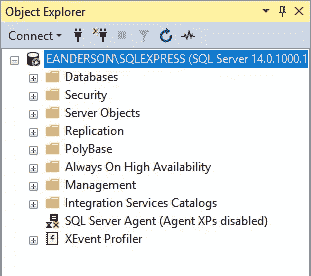 Object Explorer
Connect
EANDERSON\SQLEXPRESS (SQL Server 14.0.1000.1
Databases
Security
Server Objects
Replication
PolyBase
Always On High Availability
Management
Integration Services Catalogs
SQL Server Agent (Agent XPs disabled)
XEvent Profiler